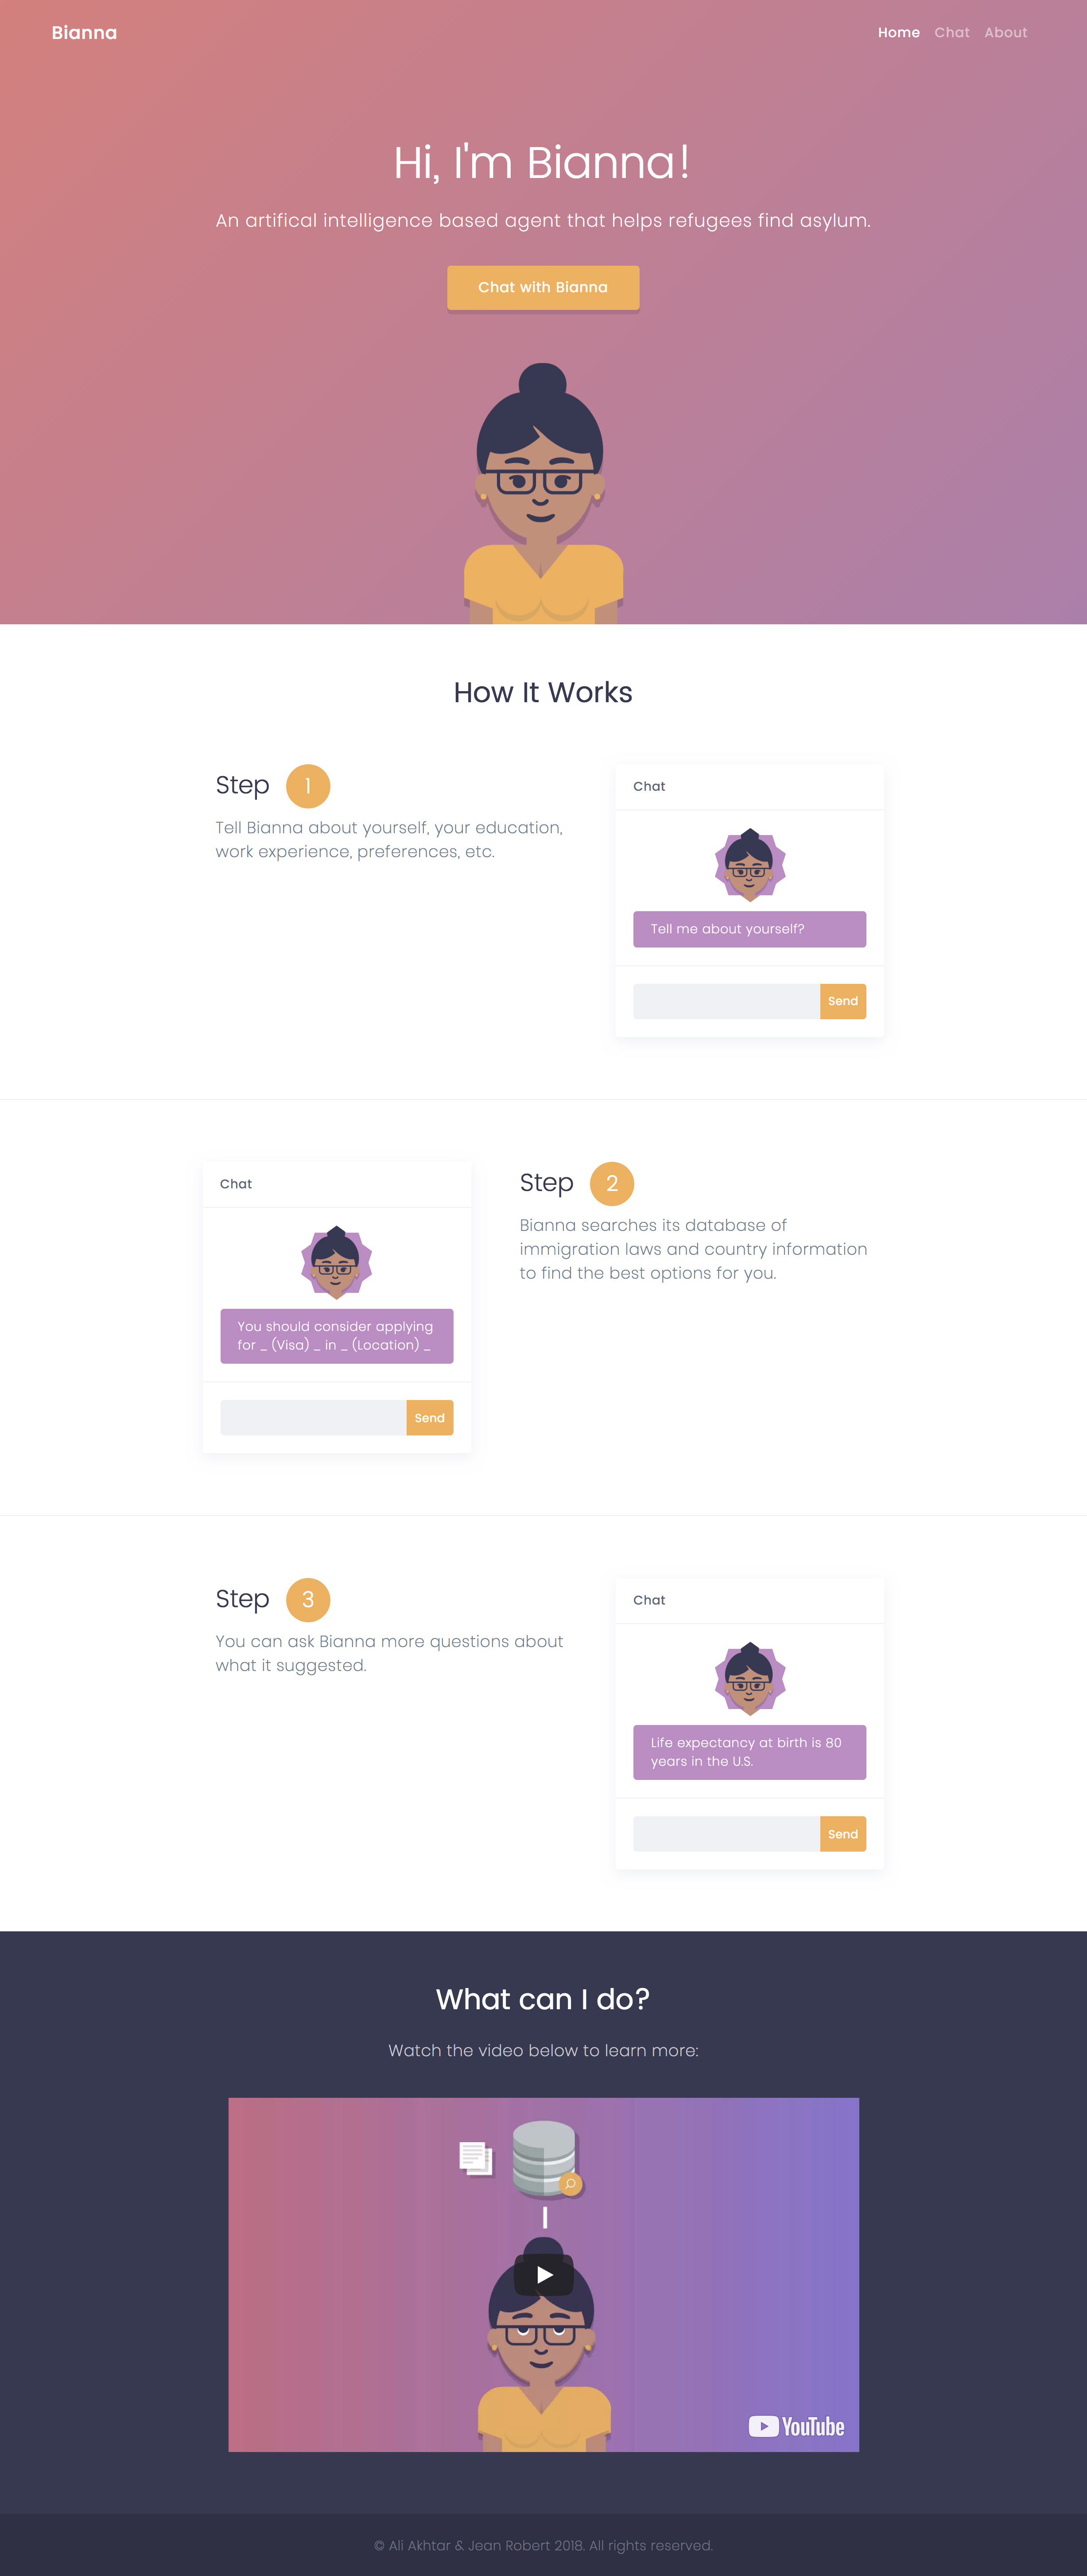 Bianna
Home Chat About
Hi, I'm Bianna!
An artifical intelligence based agent that helps refugees find asylum.
Chat with Bianna
How It Works
Step 1
Tell Bianna about yourself, your education,
work experience, preferences, etc.
Chat
Tell me about yourself?
Send
Chat
You should consider applying
for _ (Visa) _ in _ (Location) _
Send
Step 2
Bianna searches its database of
immigration laws and country information
to find the best options for you.
Step 3
You can ask Bianna more questions about
what it suggested.
Chat
Life expectancy at birth is 80
years in the U.S.
Send
What can I do?
Watch the video below to learn more:
YouTube
© Ali Akhtar & Jean Robert 2018. All rights reserved.